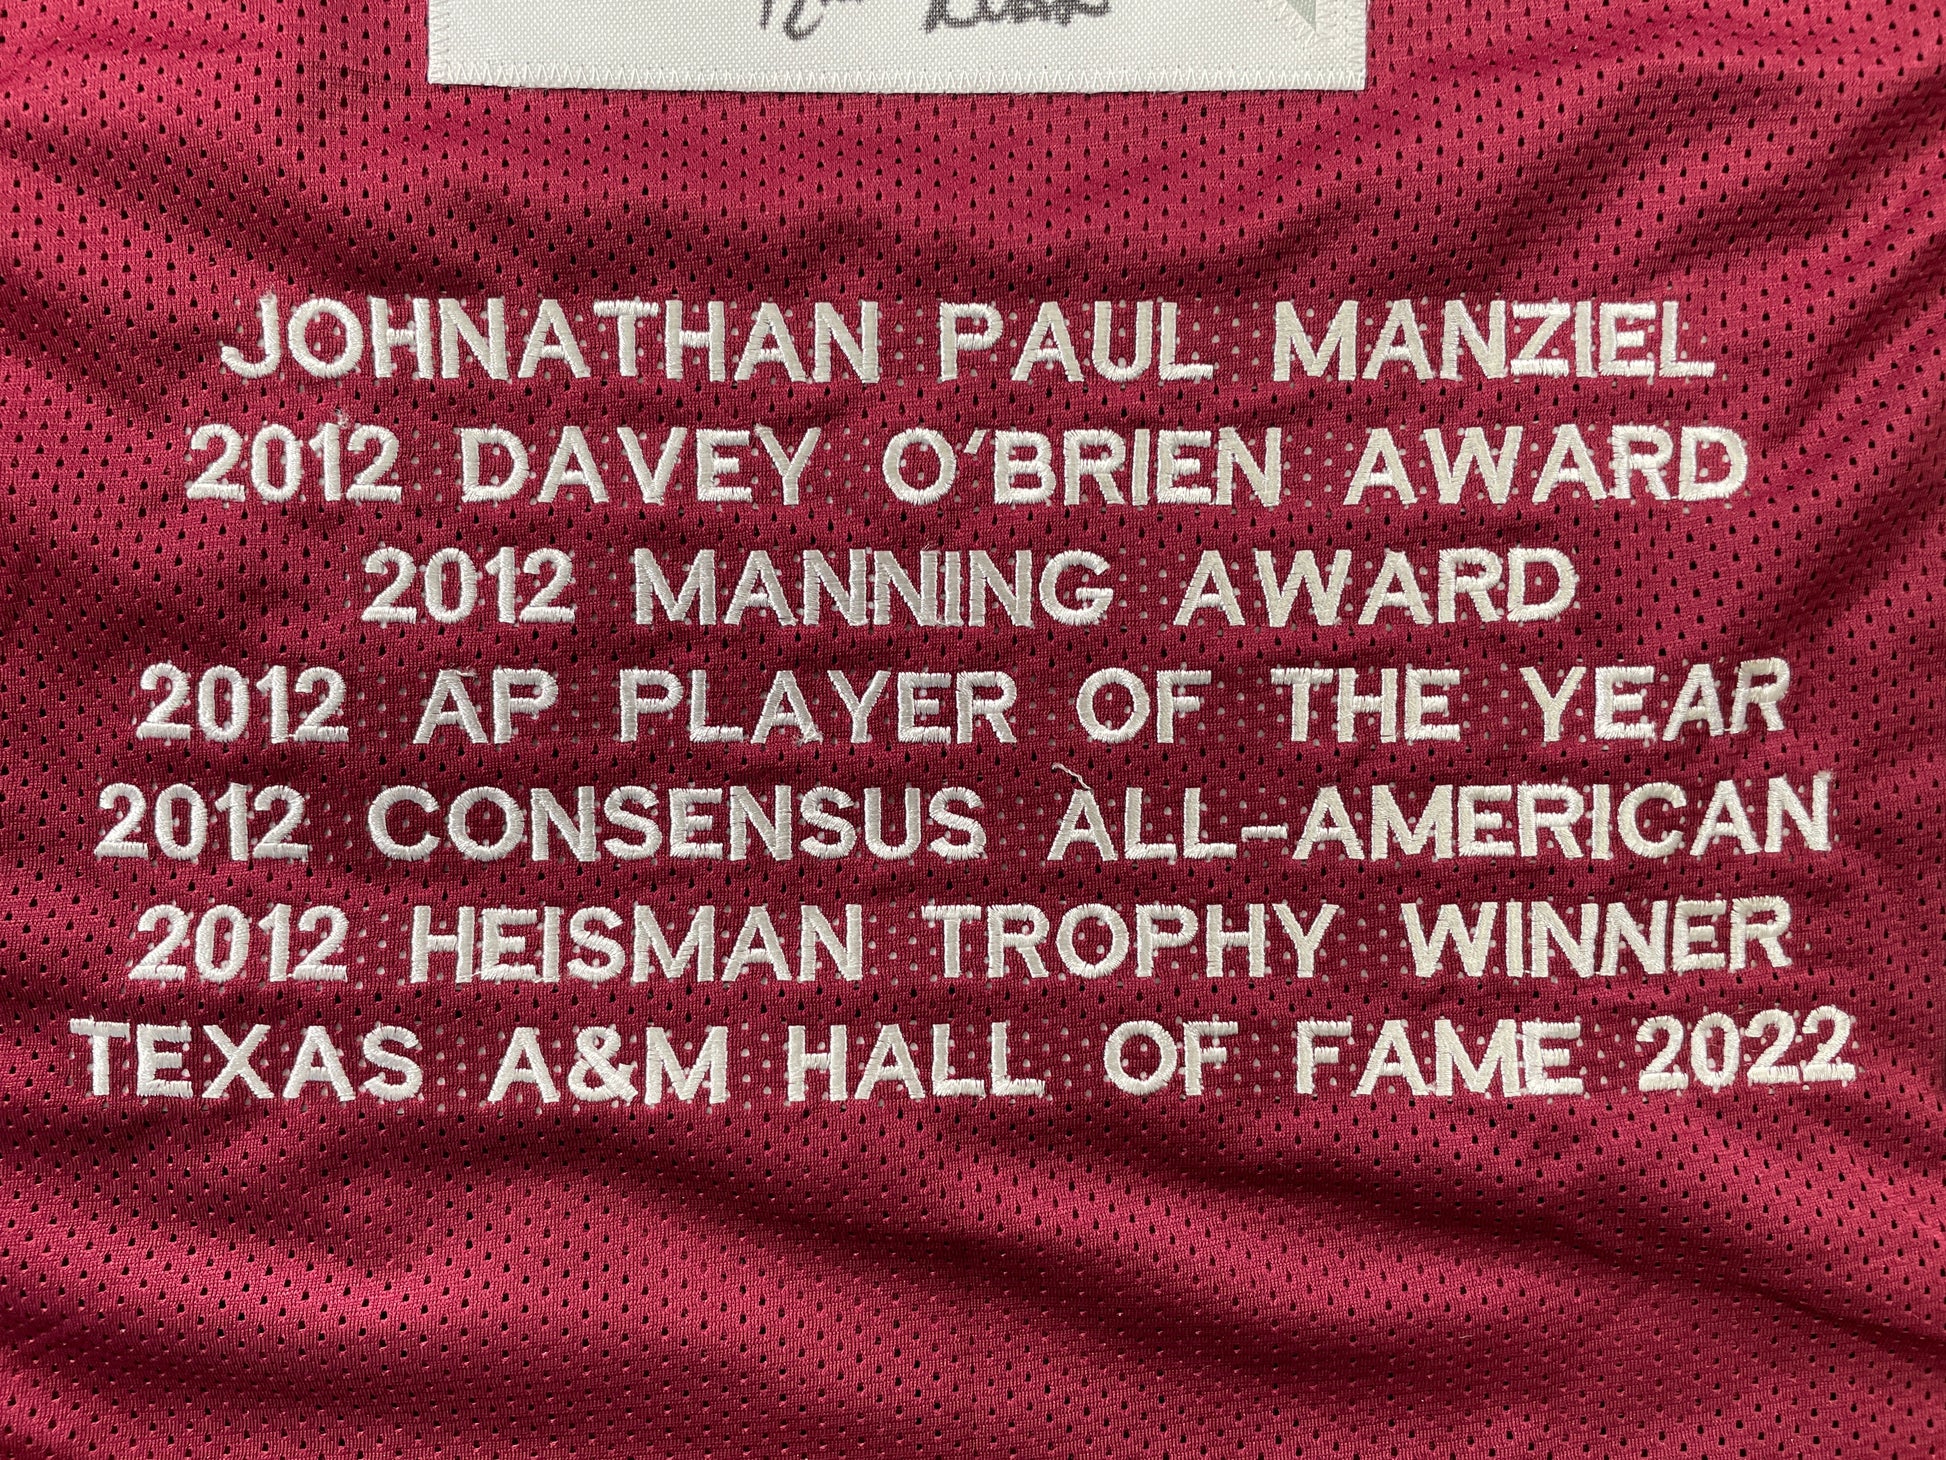 JOHNATHAN PAUL MANZIEL
2012 DAVEY O'BRIEN AWARD
2012 MANNING AWARD
2012 AP PLAYER OF THE YEAR
2012 CONSENSUS ALL-AMERICAN
2012 HEISMAN TROPHY WINNER
TEXAS A&M HALL OF FAME 2022